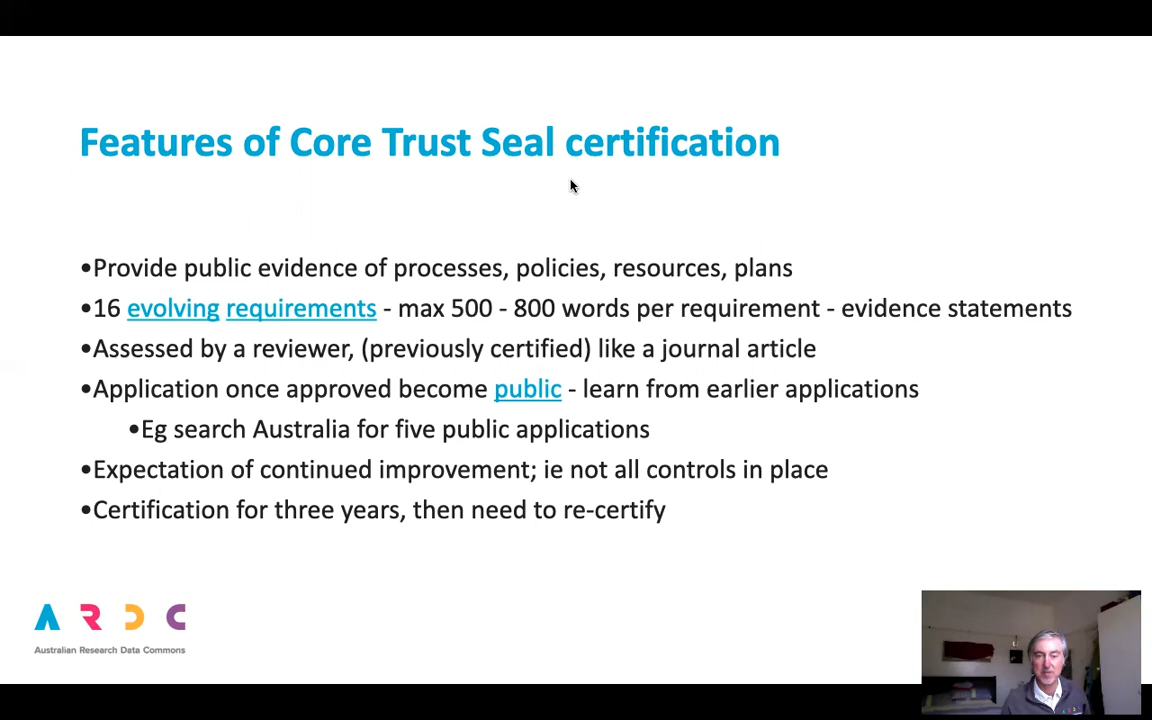 Features of Core Trust Seal certification
•Provide public evidence of processes, policies, resources, plans
•16 evolving requirements - max 500 - 800 words per requirement - evidence statements
•Assessed by a reviewer, (previously certified) like a journal article
•Application once approved become public - learn from earlier applications
•Eg search Australia for five public applications
•Expectation of continued improvement; ie not all controls in place
•Certification for three years, then need to re-certify
A R D C
Australian Research Data Commons